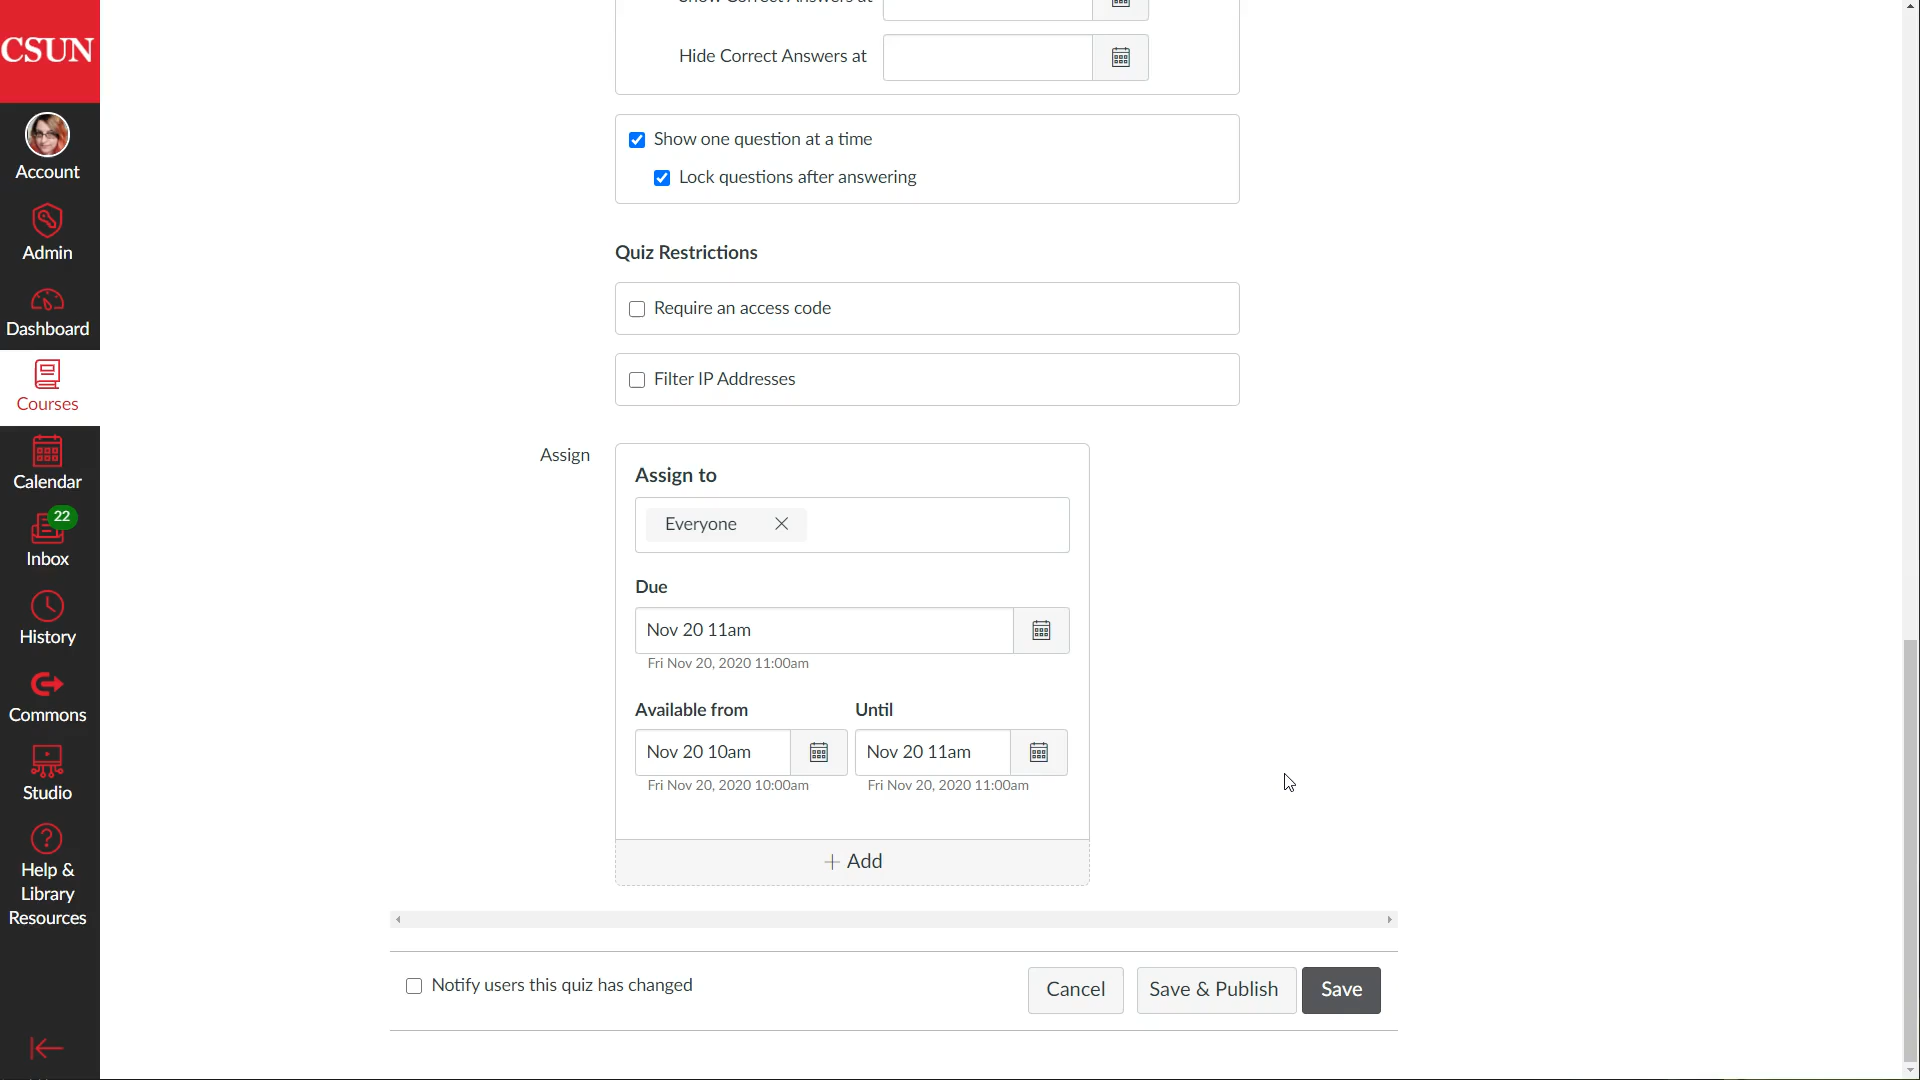 CSUN
Account
Admin
Dashboard
Courses
Calendar
22
Inbox
History
Commons
Studio
Help &
Library
Resources
Show Correct Answers at
Hide Correct Answers at
Show one question at a time
Lock questions after answering
Quiz Restrictions
Require an access code
Filter IP Addresses
Assign
Assign to
Everyone
Due
Nov 20 11am
Fri Nov 20, 2020 11:00am
Available from Until
Nov 20 10am Nov 20 11am
Fri Nov 20, 2020 10:00am Fri Nov 20, 2020 11:00am
+ Add
Notify users this quiz has changed Cancel Save & Publish Save